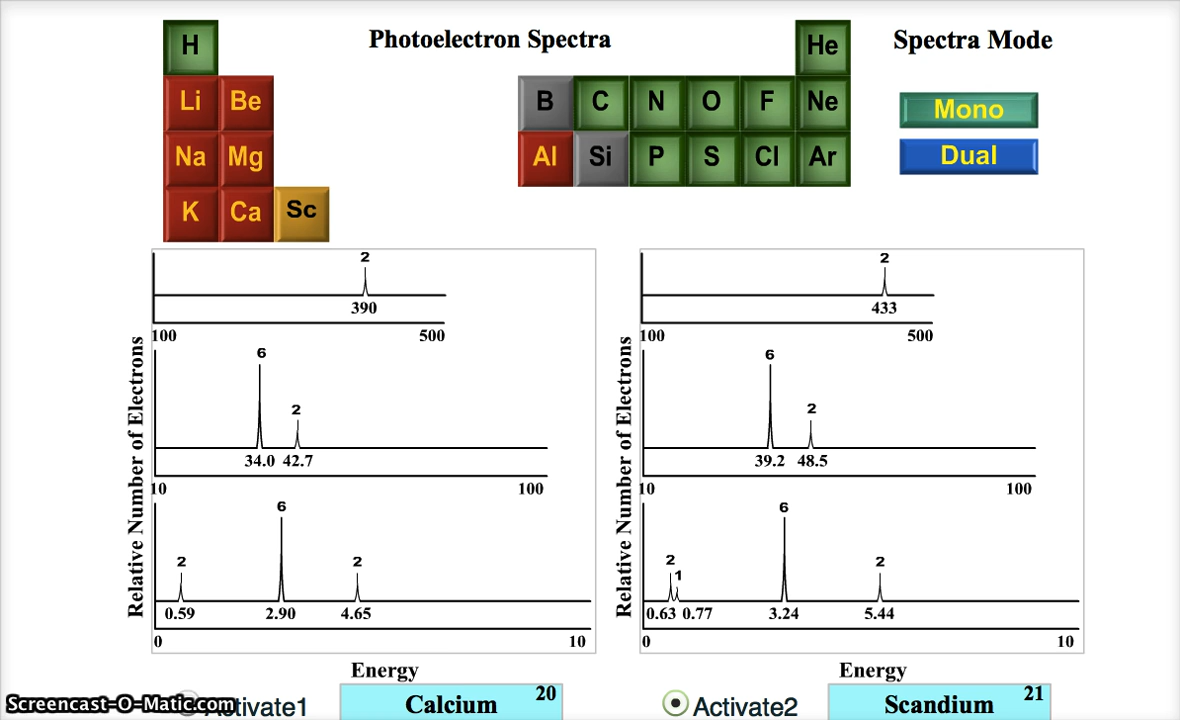 H
Photoelectron Spectra
He
Spectra Mode
Li Be
B C N O F Ne
Mono
Na Mg
Al Si P S Cl Ar
Dual
K Ca Sc
2
390
100 500
6
2
34.0 42.7
10 100
2
6
2
0.59 2.90 4.65
0 10
Relative Number of Electrons
Energy
2
433
100 500
6
2
39.2 48.5
10 100
2
1
6
2
0.63 0.77 3.24 5.44
0 10
Relative Number of Electrons
Energy
Screencast-O-Matic.com
Calcium 20
Activate2
Scandium 21